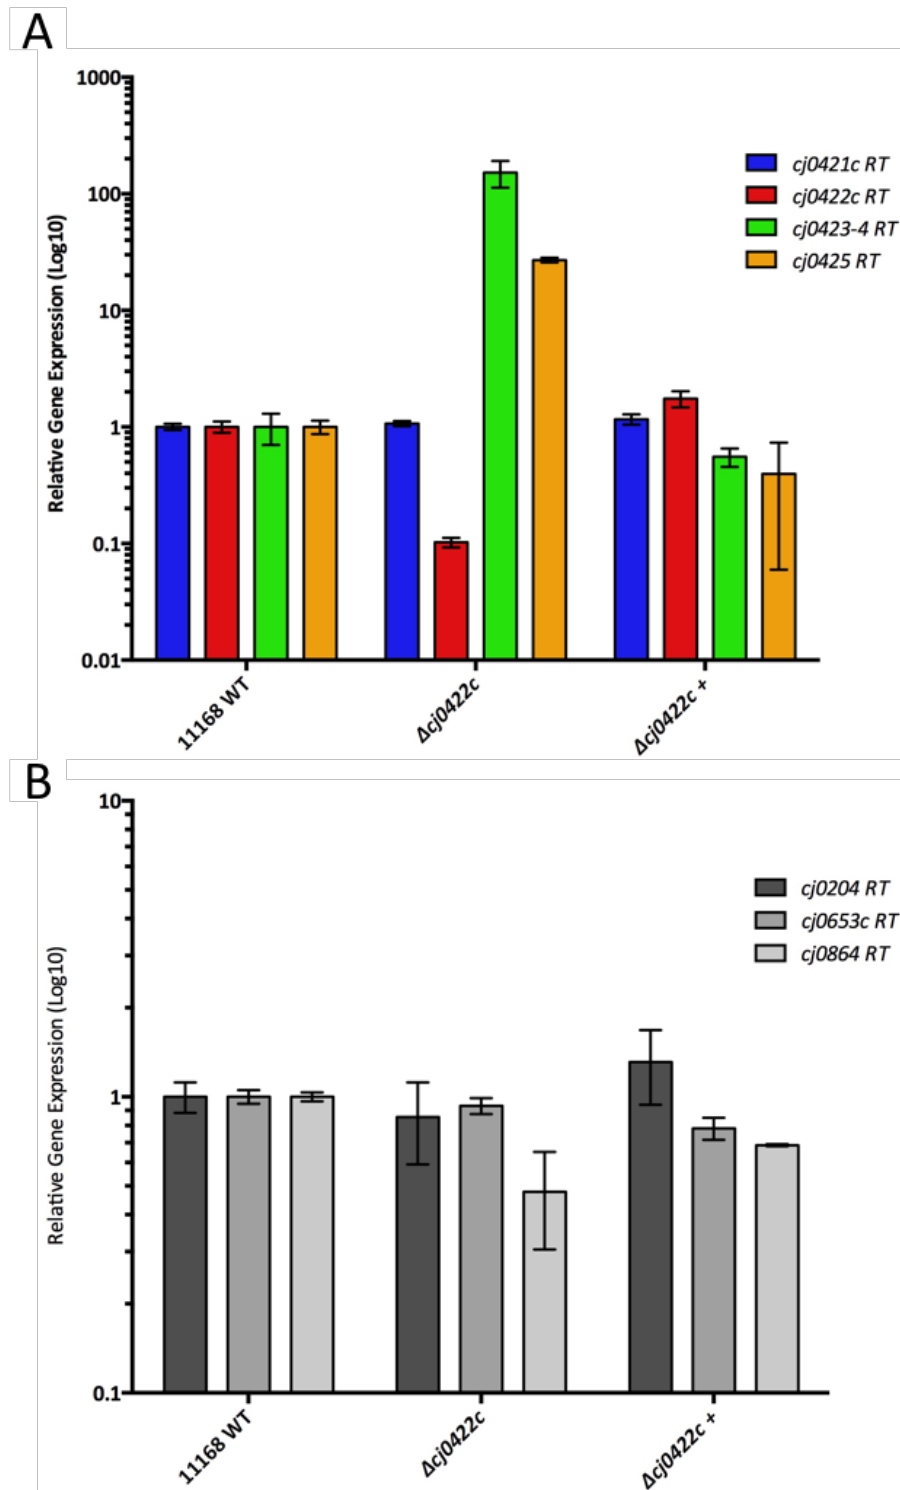 A
Relative Gene Expression (Log10)
1000
100
10
1
0.1
0.01
cj0421c RT
cj0422c RT
cj0423-4 RT
cj0425 RT
11168 WT
Δcj0422c
Δcj0422c +
B
Relative Gene Expression (Log10)
10
1
0.1
cj0204 RT
cj0653c RT
cj0864 RT
11168 WT
Δcj0422c
Δcj0422c +